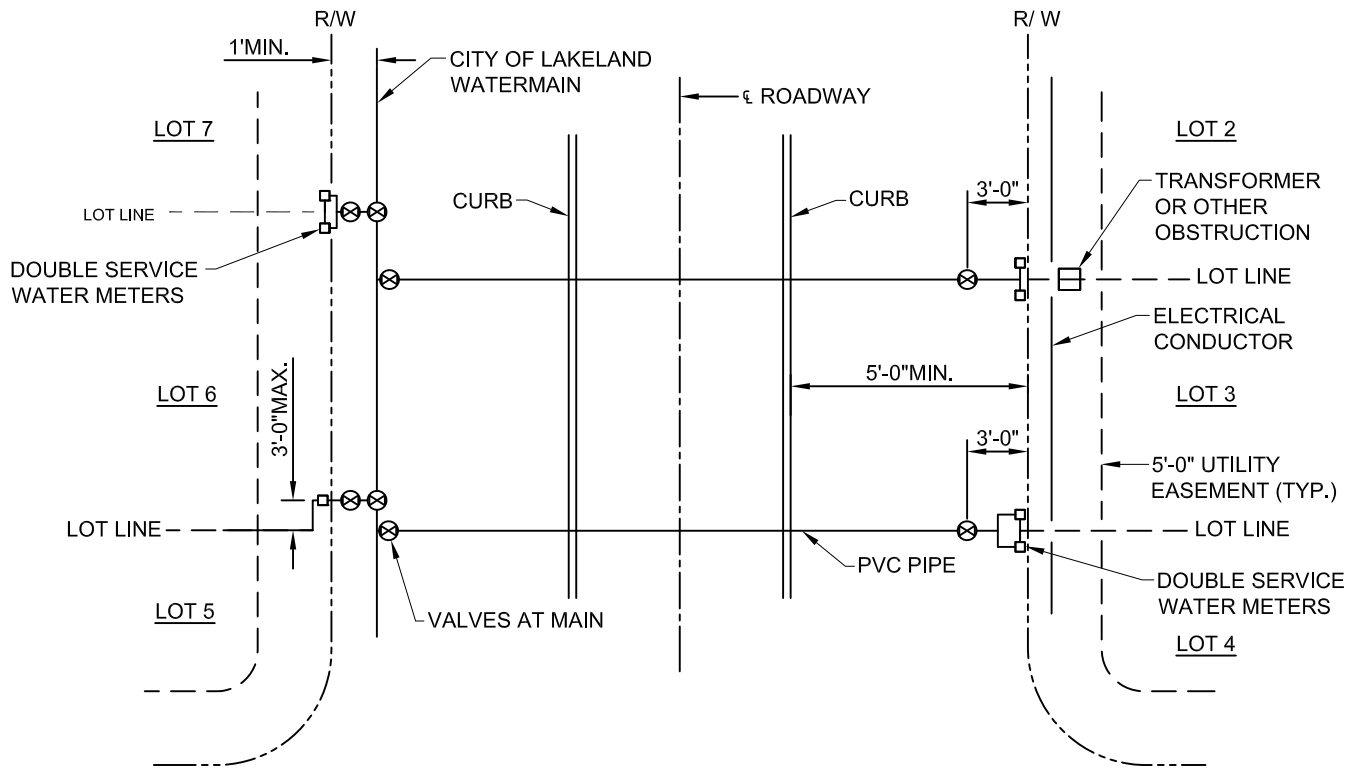 R/W
R/ W
1'MIN.
CITY OF LAKELAND
WATERMAIN
℄ ROADWAY
LOT 7
LOT 2
CURB
CURB
3'-0"
TRANSFORMER
OR OTHER
OBSTRUCTION
LOT LINE
DOUBLE SERVICE
WATER METERS
LOT LINE
ELECTRICAL
CONDUCTOR
5'-0"MIN.
LOT 6
3'-0"MAX.
LOT 3
3'-0"
5'-0" UTILITY
EASEMENT (TYP.)
LOT LINE
LOT LINE
PVC PIPE
DOUBLE SERVICE
WATER METERS
LOT 5
VALVES AT MAIN
LOT 4